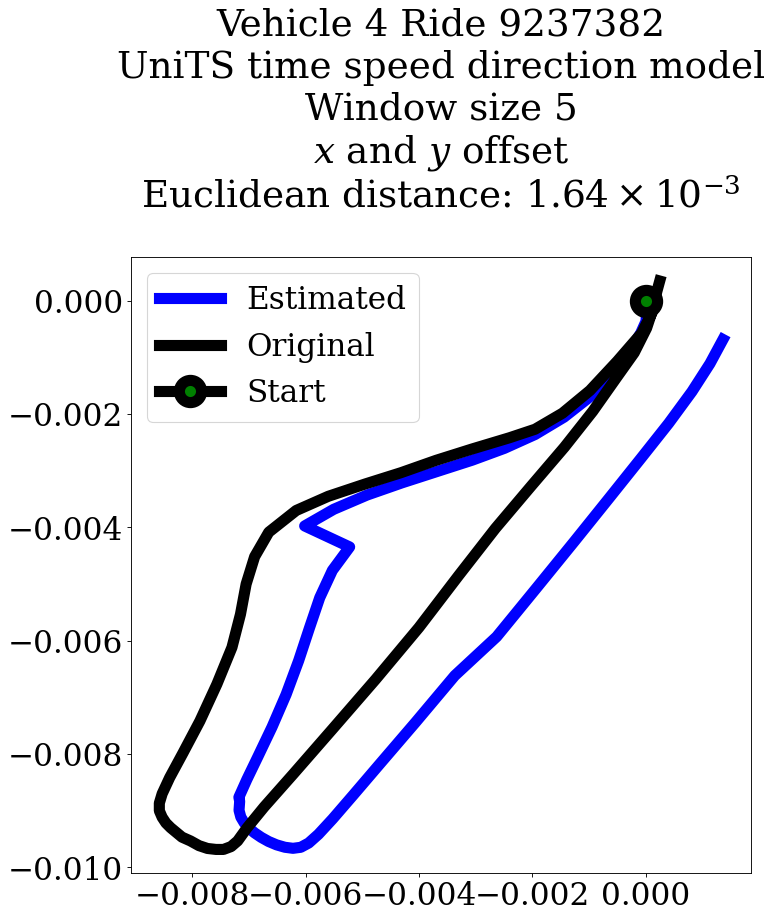 Vehicle 4 Ride 9237382
UniTS time speed direction model
Window size 5
x and y offset
Euclidean distance: 1.64 × 10⁻³
Estimated
Original
Start
0.000
−0.002
−0.004
−0.006
−0.008
−0.010
−0.008 −0.006 −0.004 −0.002 0.000